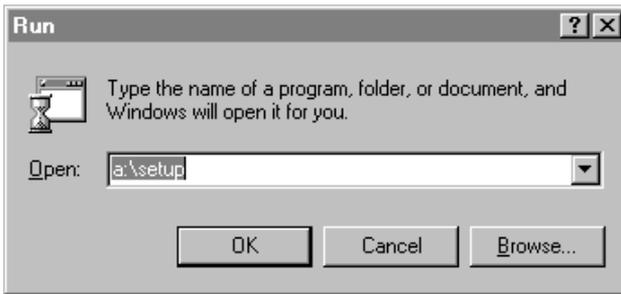 Run
Type the name of a program, folder, or document, and
Windows will open it for you.
Open: a:\setup
OK Cancel Browse...